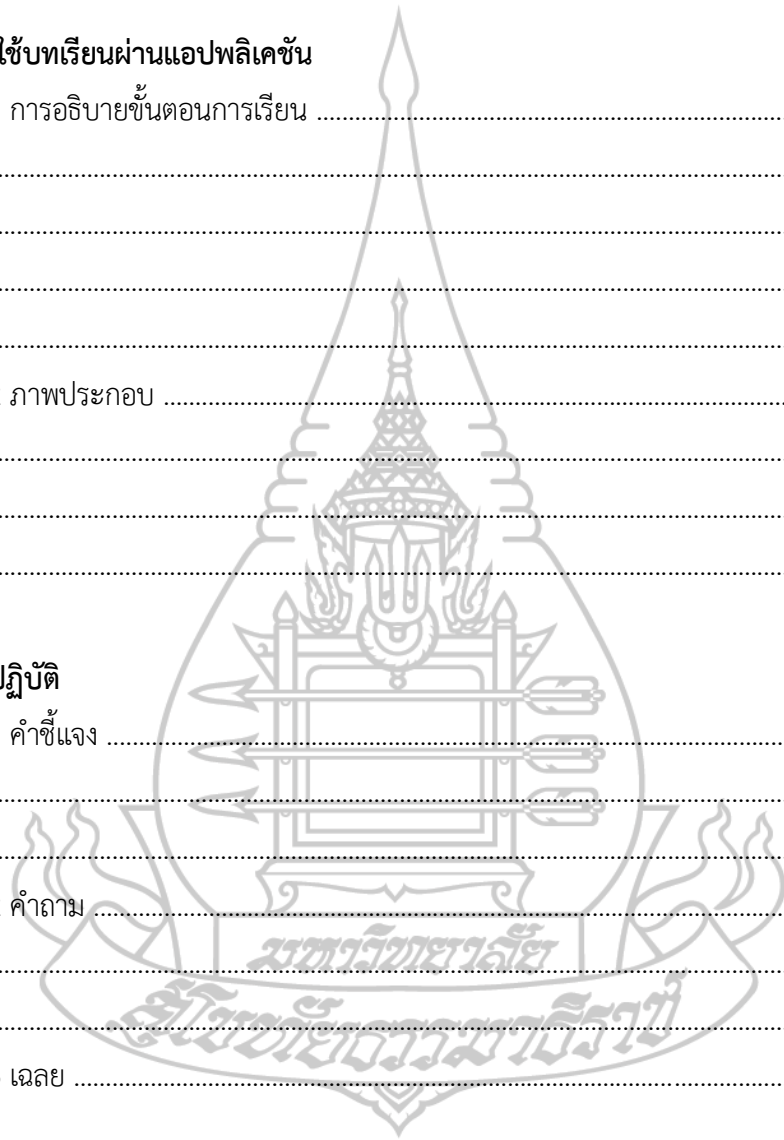 ใช้บทเรียนผ่านแอปพลิเคชัน
การอธิบายขั้นตอนการเรียน ........................................................................
........................................................................
........................................................................
........................................................................
........................................................................
ภาพประกอบ ........................................................................
........................................................................
........................................................................
........................................................................
ปฏิบัติ
คำชี้แจง ........................................................................
........................................................................
........................................................................
คำถาม ........................................................................
มหาวิทยาลัย
........................................................................
สุโขทัยธรรมาธิราช
........................................................................
เฉลย ........................................................................